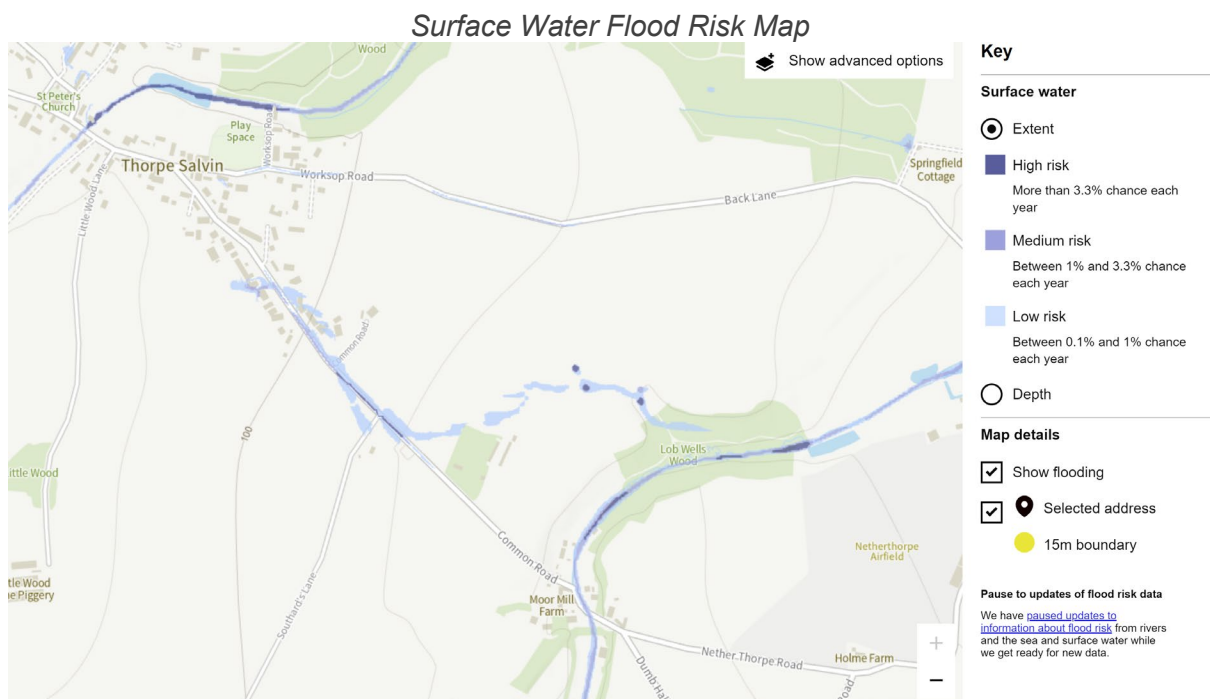 Surface Water Flood Risk Map
Wood
Show advanced options
St Peter's
Church
Play
Space
Worksop Road
Thorpe Salvin
Worksop Road
Little Wood Lane
Back Lane
Springfield
Cottage
ommon Road
100
ittle Wood
Lob Wells
Wood
Common Road
Netherthorpe
Airfield
tle Wood
e Piggery
Southard's Lane
Moor Mill
Farm
Nether Thorpe Road
Holme Farm
Dumb Ha
oad
+
−
Key
Surface water
Extent
High risk
More than 3.3% chance each
year
Medium risk
Between 1% and 3.3% chance
each year
Low risk
Between 0.1% and 1% chance
each year
Depth
Map details
Show flooding
Selected address
15m boundary
Pause to updates of flood risk data
We have paused updates to
information about flood risk from rivers
and the sea and surface water while
we get ready for new data.